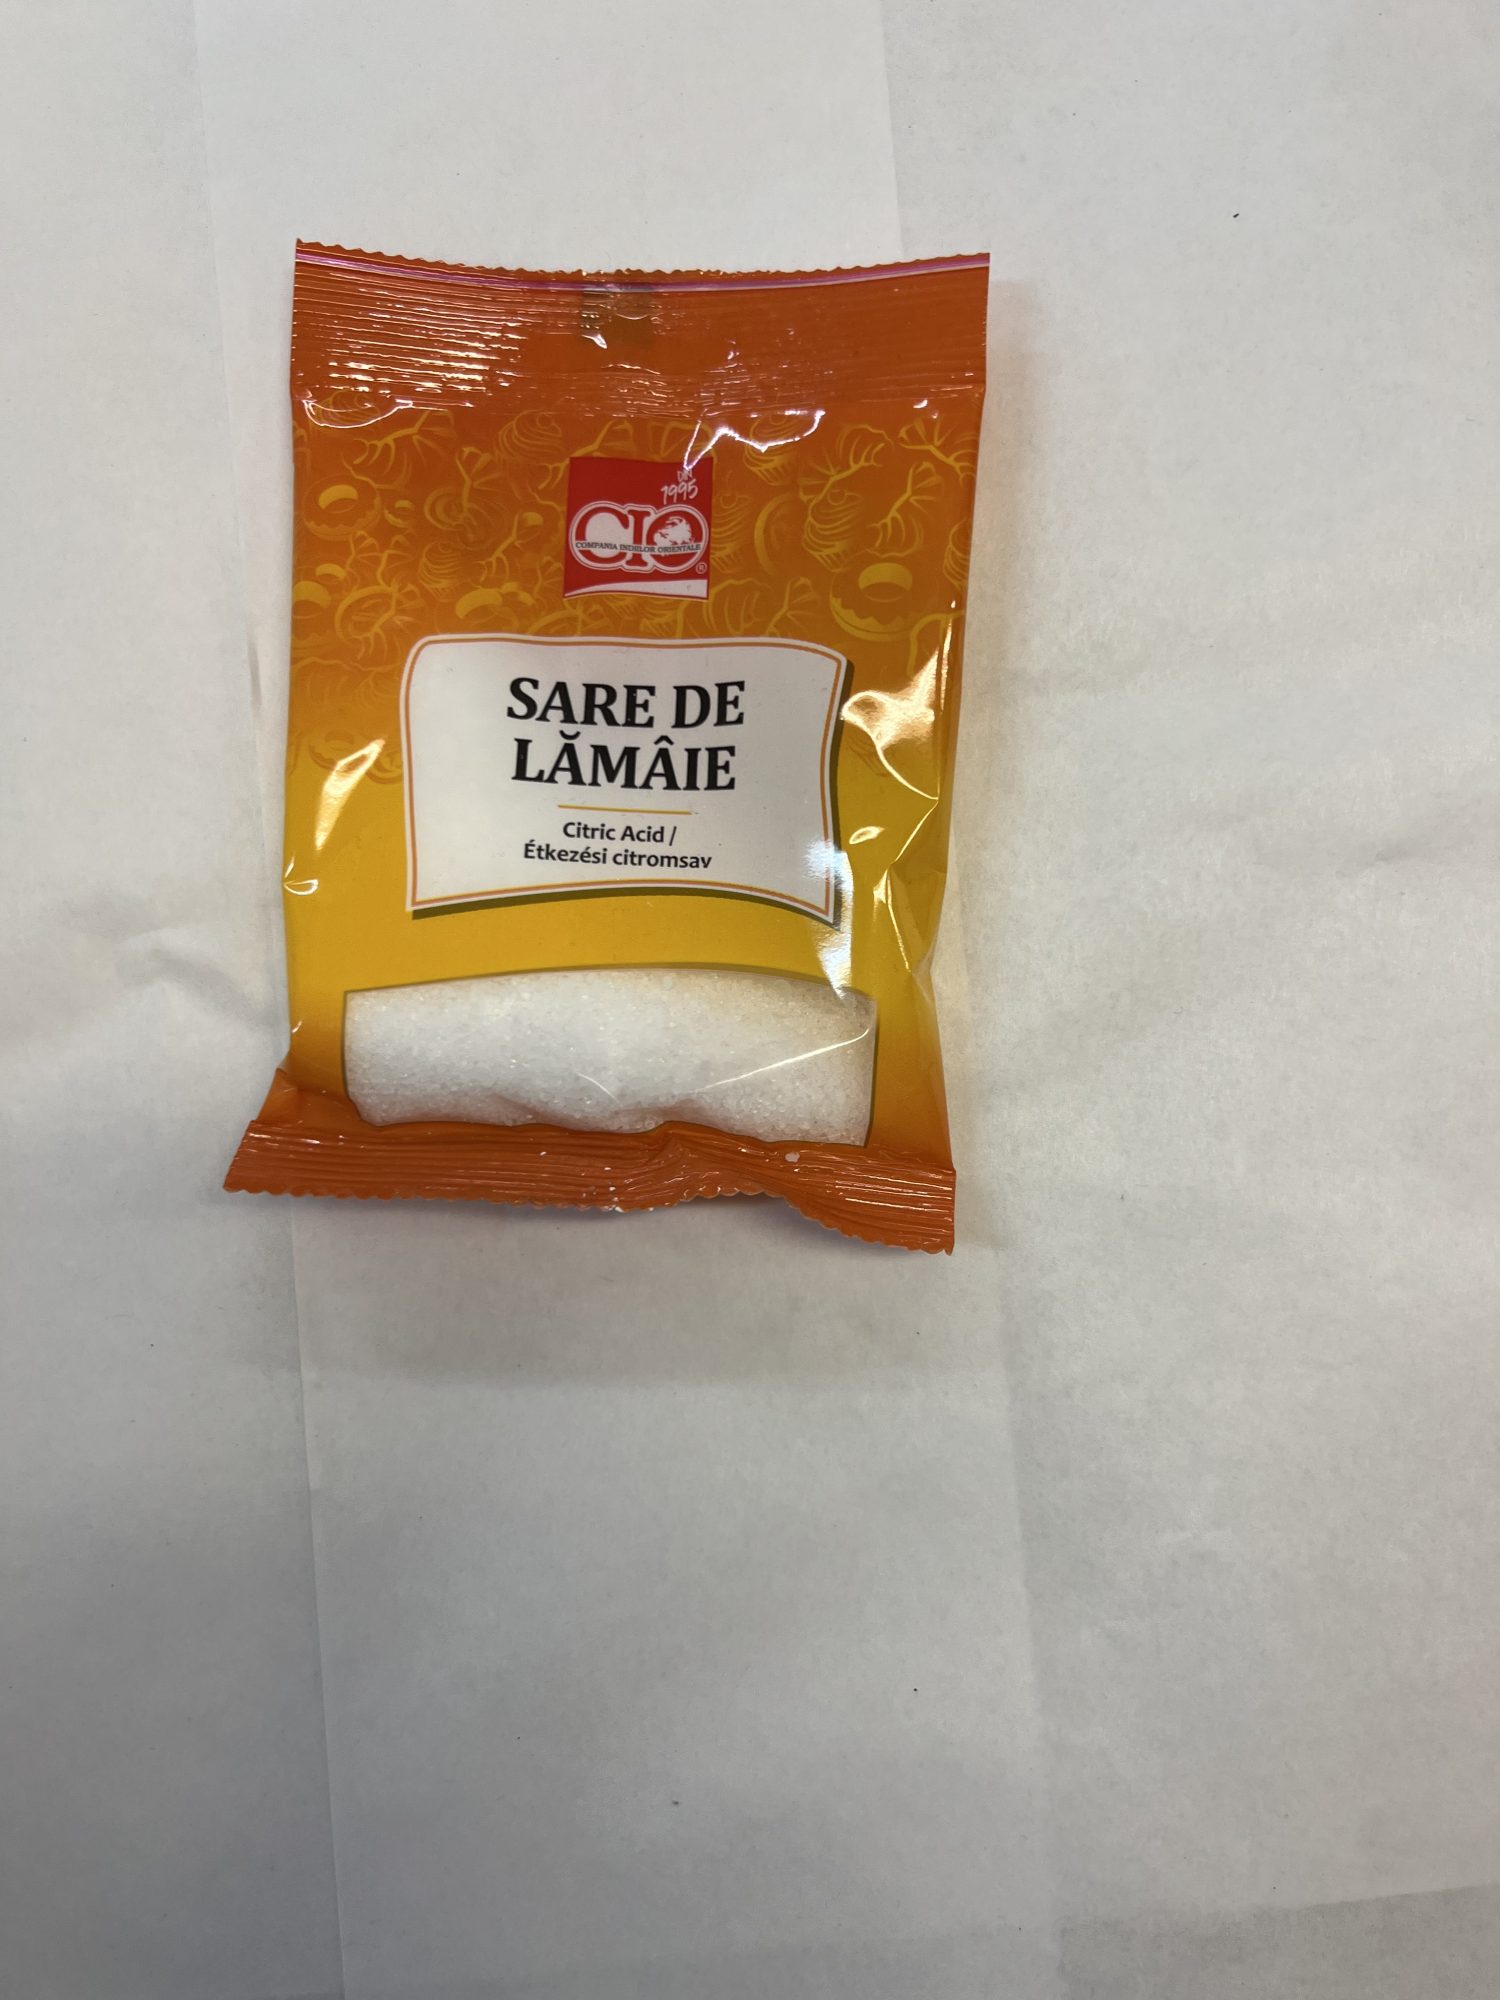 DIN
1995
CIO
COMPANIA INDIILOR ORIENTALE
®
SARE DE
LĂMÂIE
Citric Acid /
Étkezési citromsav